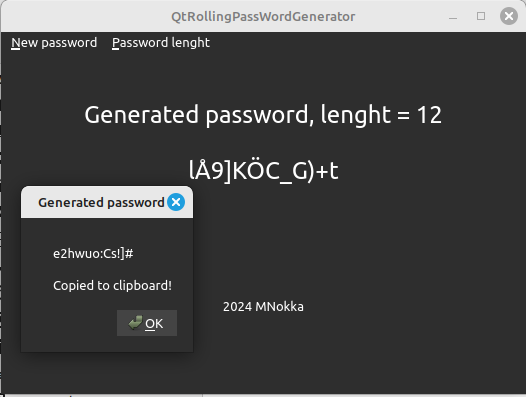 QtRollingPassWordGenerator
New password Password lenght
Generated password, lenght = 12
lÅ9]KÖC_G)+t
Generated password
e2hwuo:Cs!]#
Copied to clipboard!
OK
2024 MNokka